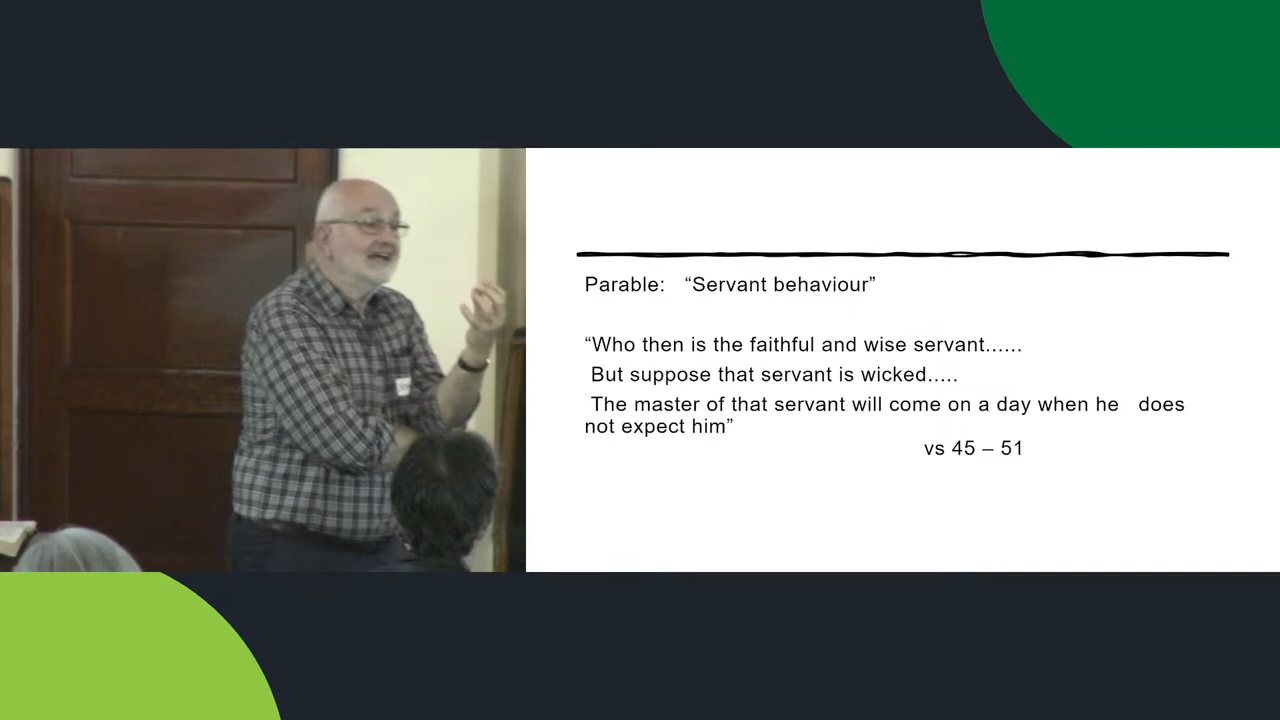 Parable:   “Servant behaviour”
“Who then is the faithful and wise servant......
But suppose that servant is wicked.....
The master of that servant will come on a day when he   does
not expect him”
vs 45 – 51